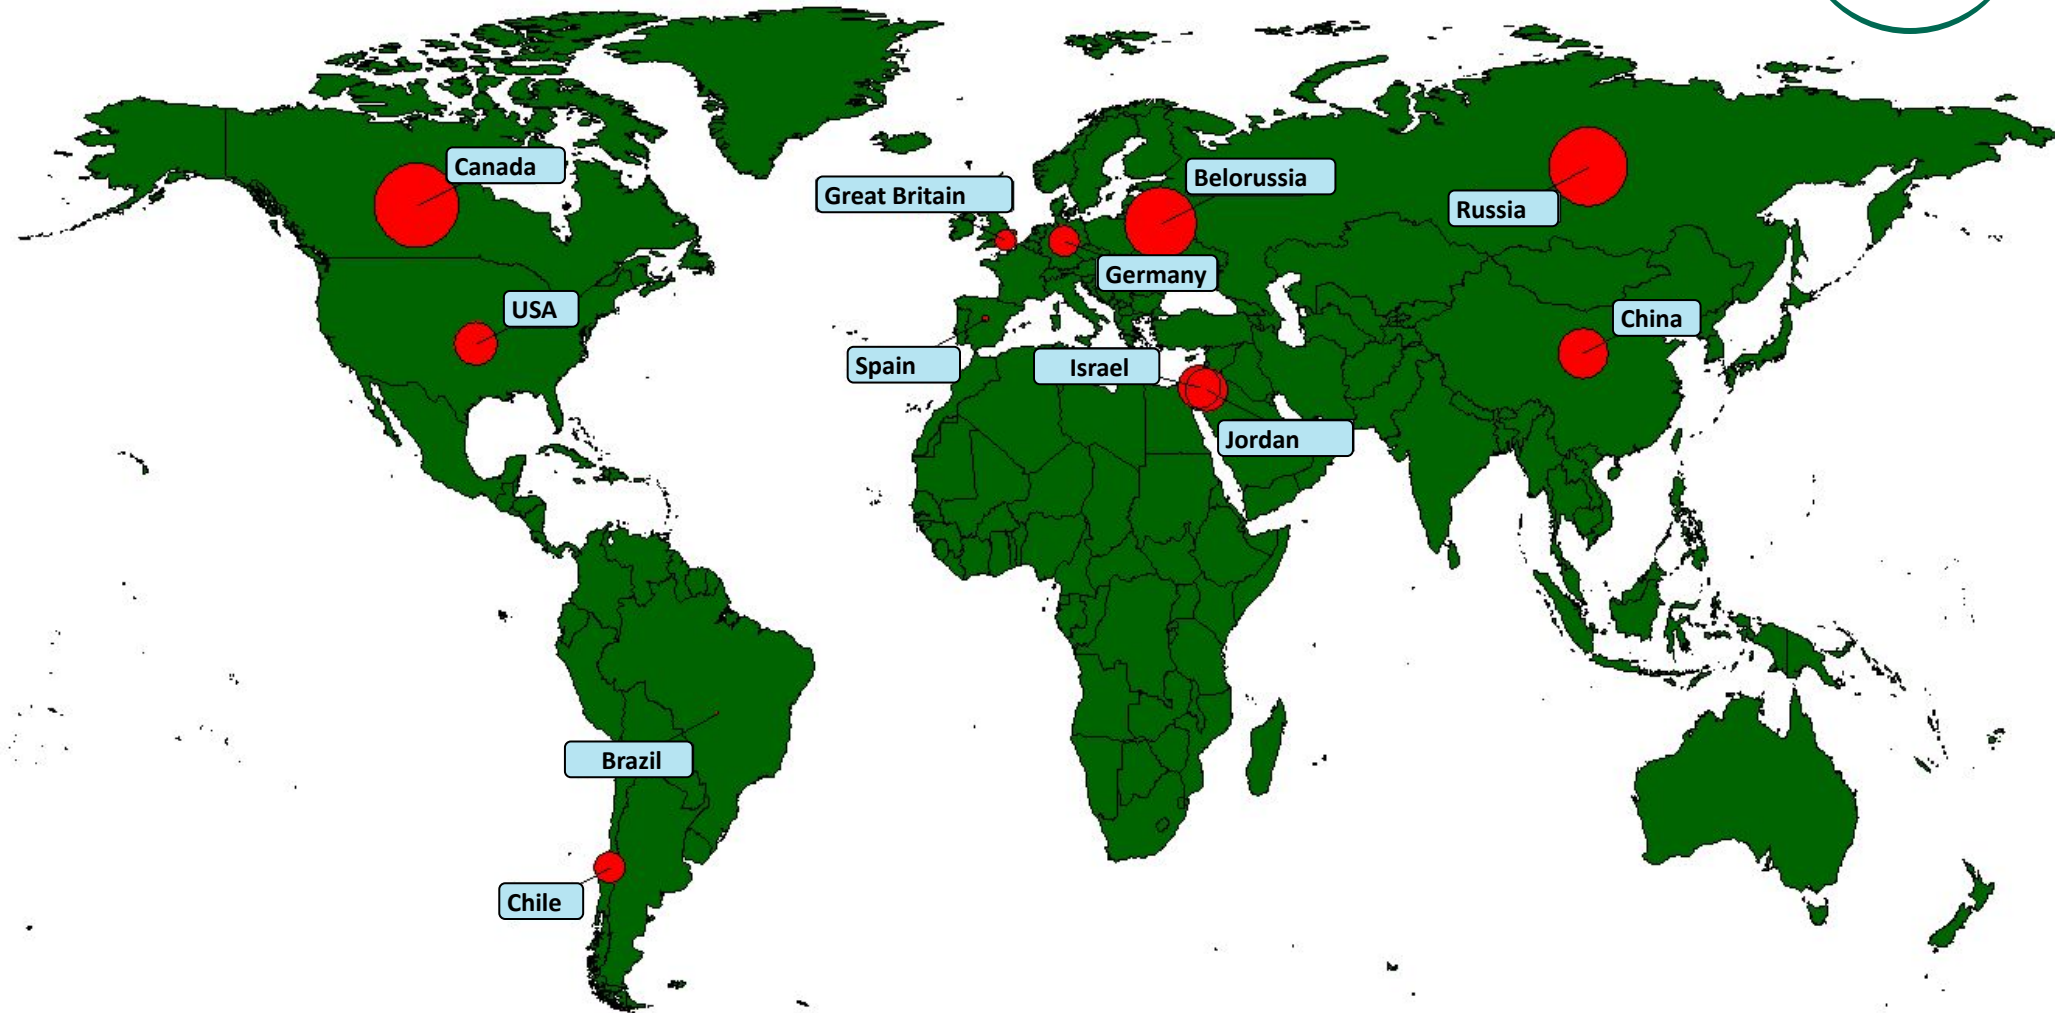 Canada
Belorussia
Great Britain
Russia
Germany
USA
China
Spain
Israel
Jordan
Brazil
Chile